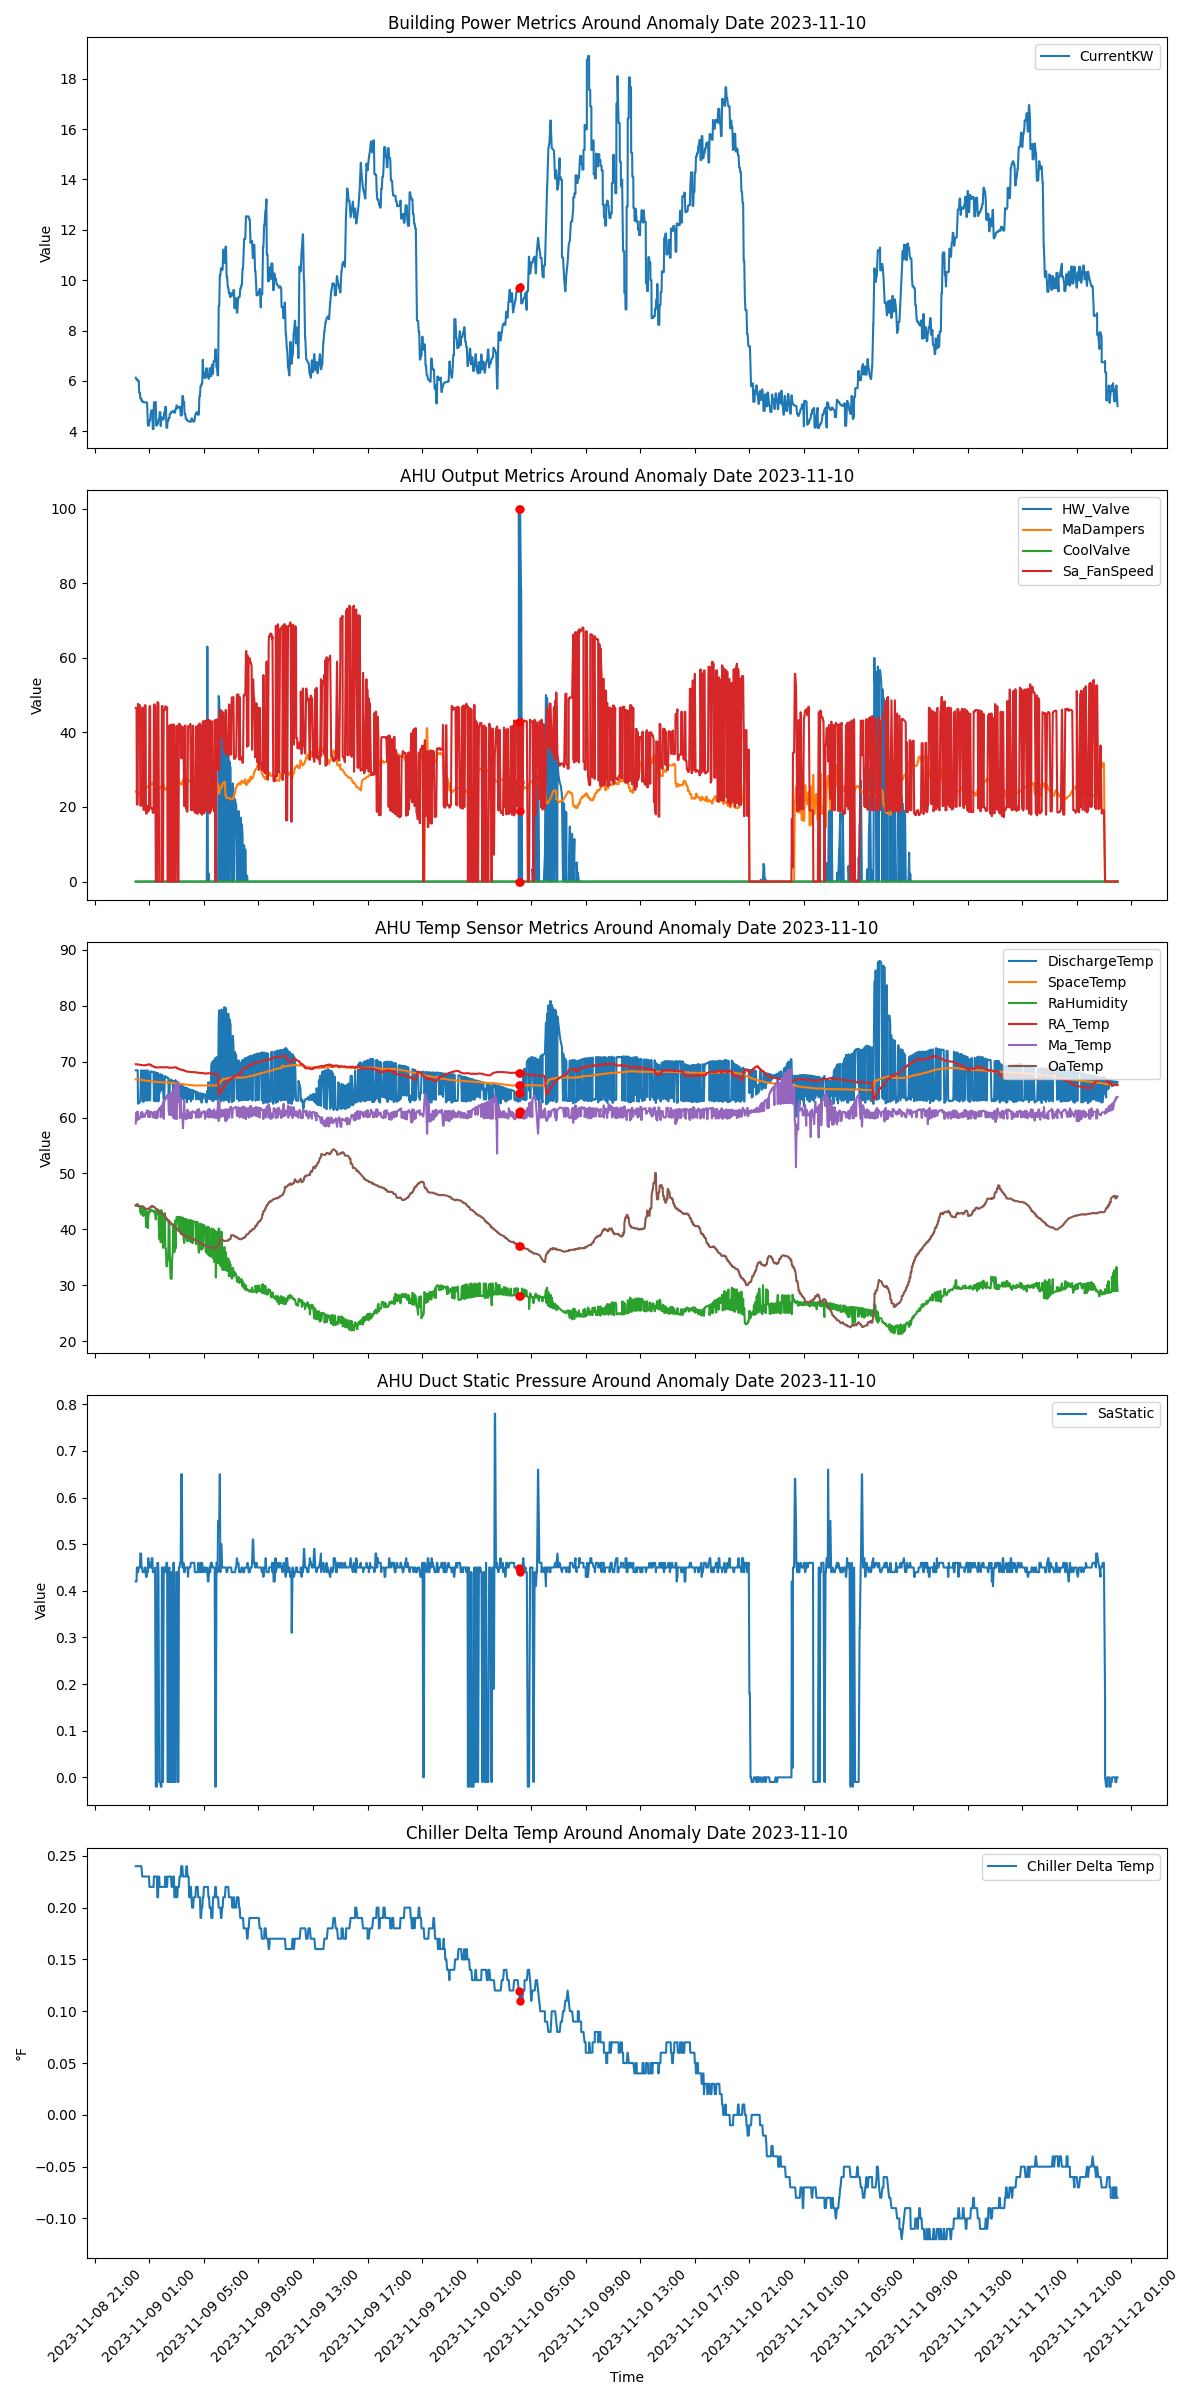 Building Power Metrics Around Anomaly Date 2023-11-10
Value
18
16
14
12
10
8
6
4
CurrentKW
AHU Output Metrics Around Anomaly Date 2023-11-10
Value
100
80
60
40
20
0
HW_Valve
MaDampers
CoolValve
Sa_FanSpeed
AHU Temp Sensor Metrics Around Anomaly Date 2023-11-10
Value
90
80
70
60
50
40
30
20
DischargeTemp
SpaceTemp
RaHumidity
RA_Temp
Ma_Temp
OaTemp
AHU Duct Static Pressure Around Anomaly Date 2023-11-10
Value
0.8
0.7
0.6
0.5
0.4
0.3
0.2
0.1
0.0
SaStatic
Chiller Delta Temp Around Anomaly Date 2023-11-10
°F
0.25
0.20
0.15
0.10
0.05
0.00
−0.05
−0.10
Chiller Delta Temp
2023-11-08 21:00
2023-11-09 01:00
2023-11-09 05:00
2023-11-09 09:00
2023-11-09 13:00
2023-11-09 17:00
2023-11-09 21:00
2023-11-10 01:00
2023-11-10 05:00
2023-11-10 09:00
2023-11-10 13:00
2023-11-10 17:00
2023-11-10 21:00
2023-11-11 01:00
2023-11-11 05:00
2023-11-11 09:00
2023-11-11 13:00
2023-11-11 17:00
2023-11-11 21:00
2023-11-12 01:00
Time